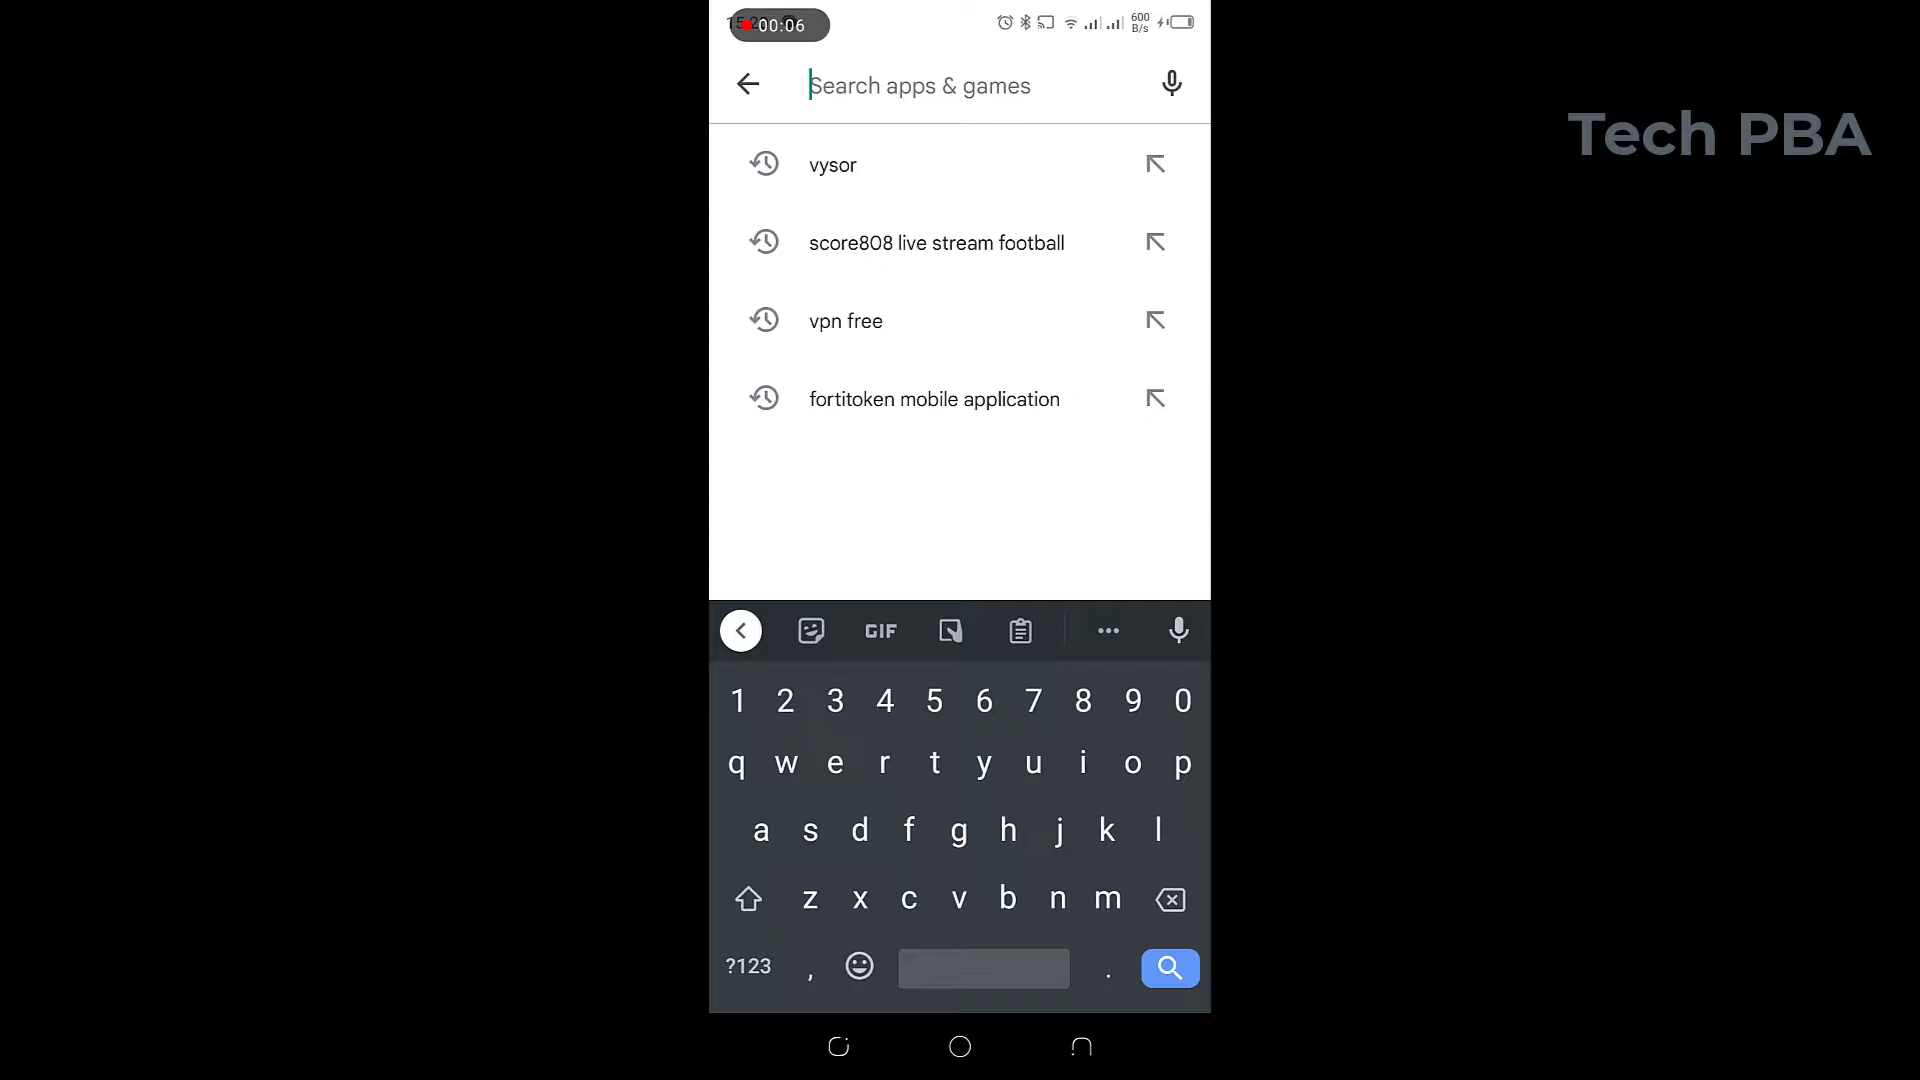 00:06
600
B/s
Search apps & games
Tech PBA
vysor
score808 live stream football
vpn free
fortitoken mobile application
GIF
1 2 3 4 5 6 7 8 9 0
q w e r t y u i o p
a s d f g h j k l
z x c v b n m
?123 , .